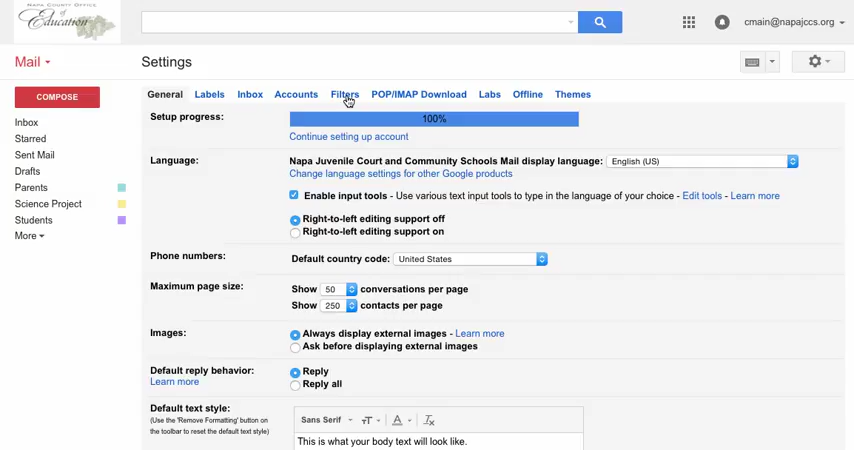 NAPA COUNTY OFFICE
of
Education
cmain@napajccs.org
Mail
Settings
General Labels Inbox Accounts Filters POP/IMAP Download Labs Offline Themes
COMPOSE
Inbox
Starred
Sent Mail
Drafts
Parents
Science Project
Students
More
Setup progress:
100%
Continue setting up account
Language:
Napa Juvenile Court and Community Schools Mail display language: English (US)
Change language settings for other Google products
Enable input tools - Use various text input tools to type in the language of your choice - Edit tools - Learn more
Right-to-left editing support off
Right-to-left editing support on
Phone numbers:
Default country code: United States
Maximum page size:
Show 50 conversations per page
Show 250 contacts per page
Images:
Always display external images - Learn more
Ask before displaying external images
Default reply behavior:
Learn more
Reply
Reply all
Default text style:
(Use the 'Remove Formatting' button on
the toolbar to reset the default text style)
Sans Serif
This is what your body text will look like.